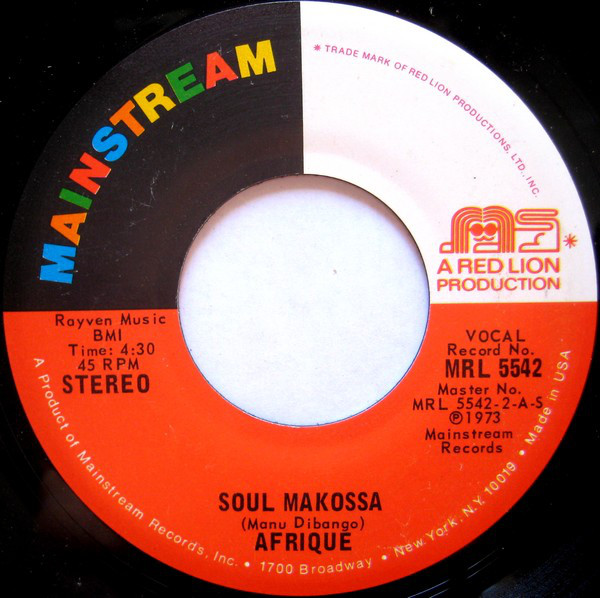 MAINSTREAM
* TRADE MARK OF RED LION PRODUCTIONS, LTD., INC.
MS *
A RED LION
PRODUCTION
Rayven Music
BMI
Time: 4:30
45 RPM
STEREO
VOCAL
Record No.
MRL 5542
Master No.
MRL 5542-2-A-S
Ⓟ1973
Mainstream
Records
SOUL MAKOSSA
(Manu Dibango)
AFRIQUE
A Product of Mainstream Records, Inc. • 1700 Broadway • New York, N.Y. 10019 • Made in USA